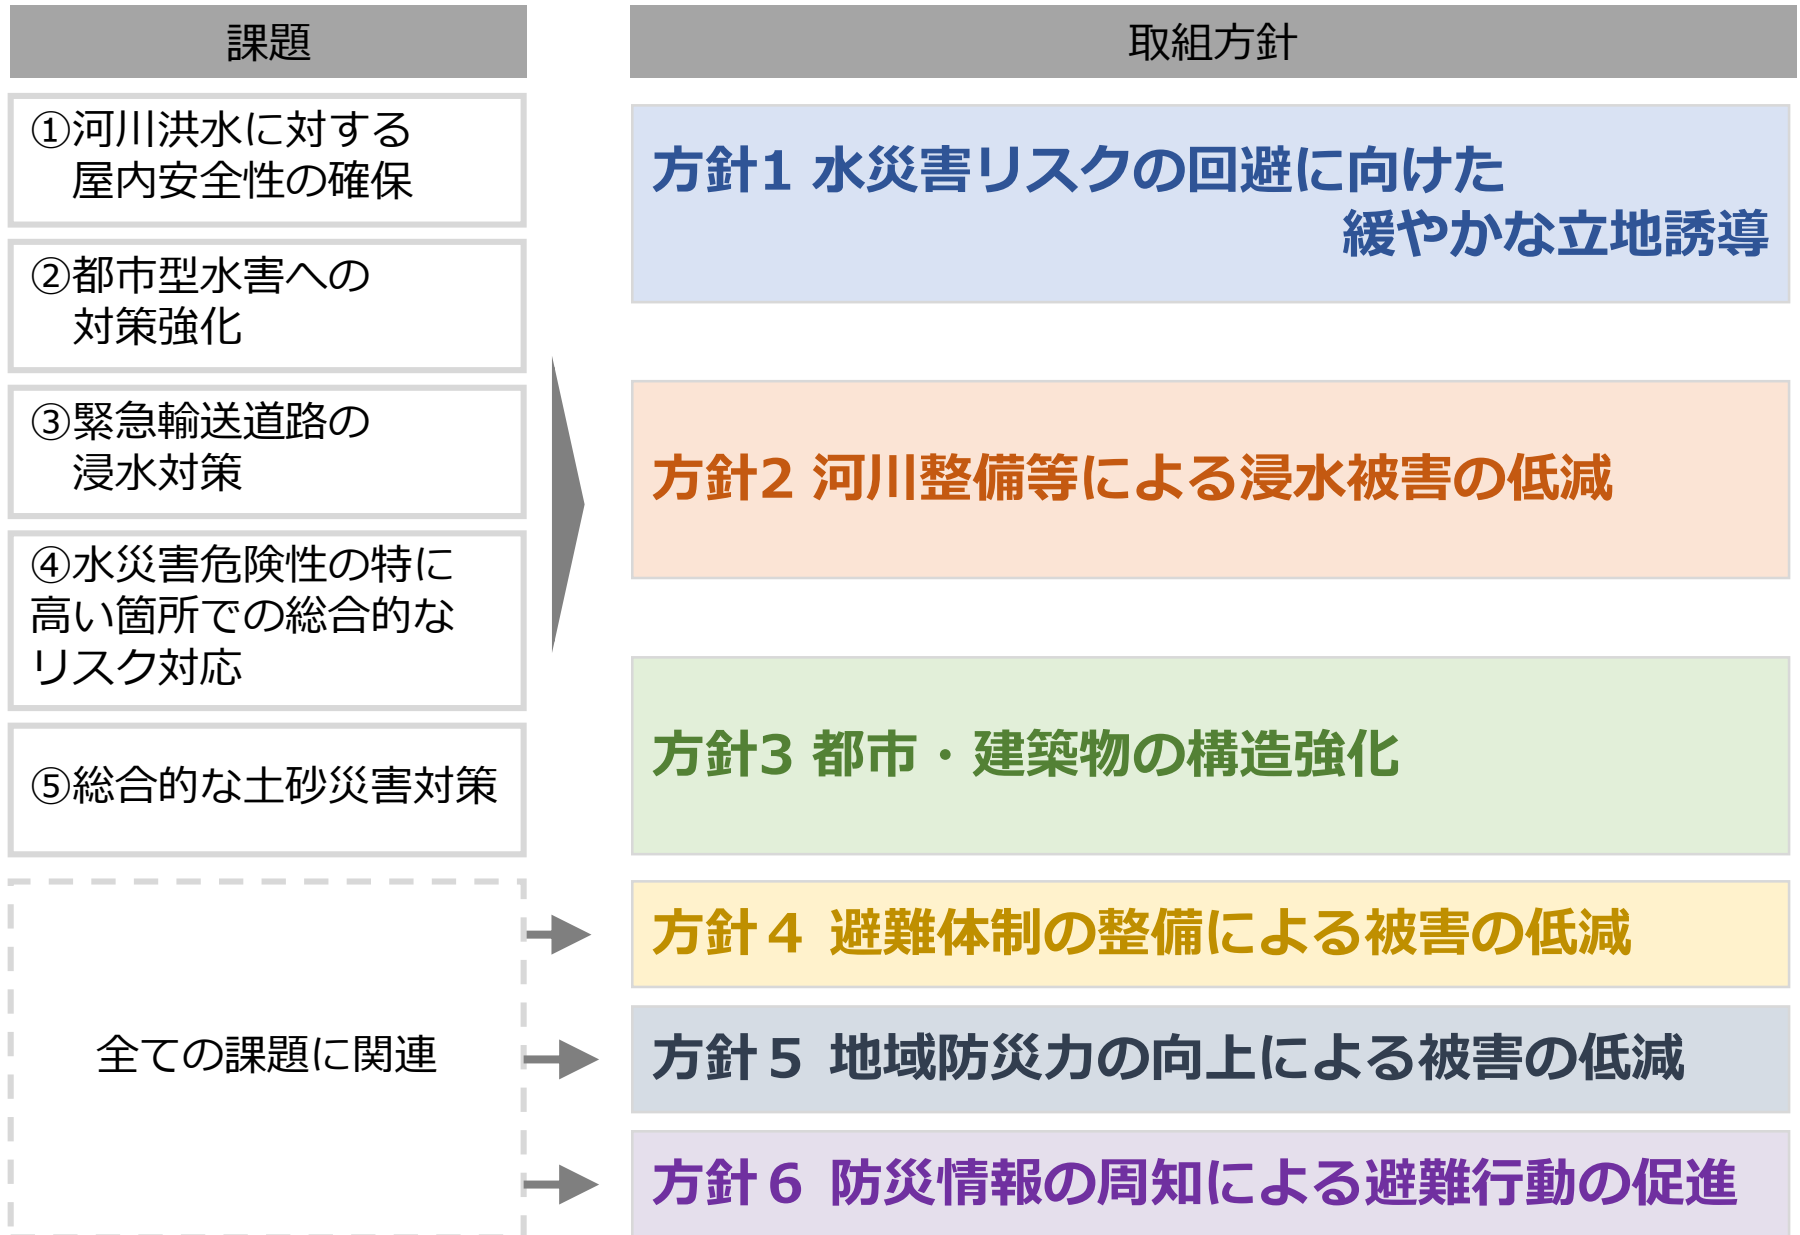 課題
①河川洪水に対する
屋内安全性の確保
②都市型水害への
対策強化
③緊急輸送道路の
浸水対策
④水災害危険性の特に
高い箇所での総合的な
リスク対応
⑤総合的な土砂災害対策
全ての課題に関連
取組方針
方針1 水災害リスクの回避に向けた
緩やかな立地誘導
方針2 河川整備等による浸水被害の低減
方針3 都市・建築物の構造強化
方針４ 避難体制の整備による被害の低減
方針５ 地域防災力の向上による被害の低減
方針６ 防災情報の周知による避難行動の促進